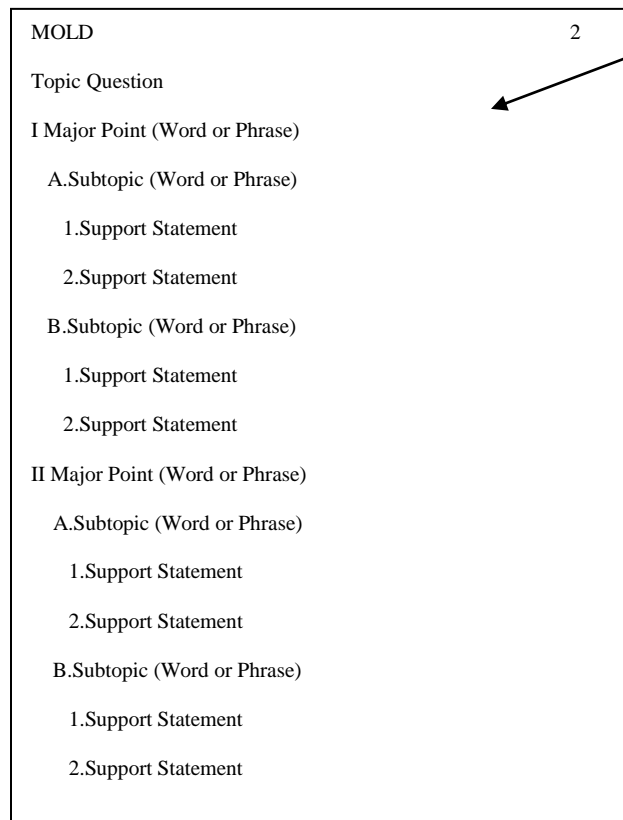 MOLD 2
Topic Question
I Major Point (Word or Phrase)
A.Subtopic (Word or Phrase)
1.Support Statement
2.Support Statement
B.Subtopic (Word or Phrase)
1.Support Statement
2.Support Statement
II Major Point (Word or Phrase)
A.Subtopic (Word or Phrase)
1.Support Statement
2.Support Statement
B.Subtopic (Word or Phrase)
1.Support Statement
2.Support Statement